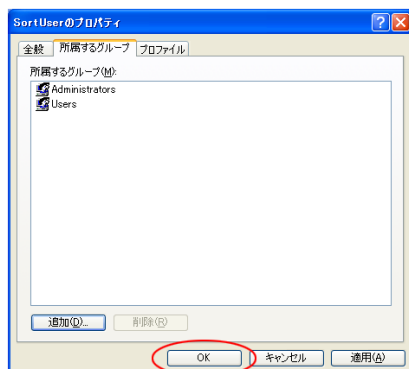 SortUserのプロパティ
全般 所属するグループ プロファイル
所属するグループ(M):
Administrators
Users
追加(D)... 削除(R)
OK キャンセル 適用(A)